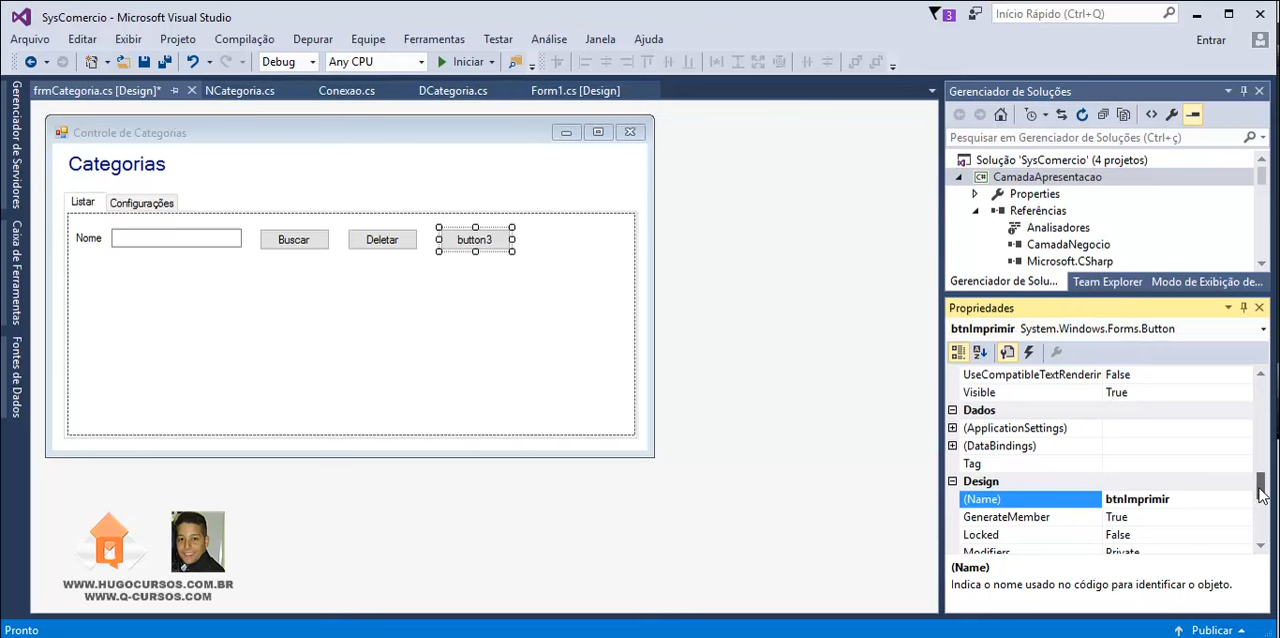 SysComercio - Microsoft Visual Studio
3
Início Rápido (Ctrl+Q)
Arquivo Editar Exibir Projeto Compilação Depurar Equipe Ferramentas Testar Análise Janela Ajuda
Entrar
Debug Any CPU Iniciar
frmCategoria.cs [Design]* NCategoria.cs Conexao.cs DCategoria.cs Form1.cs [Design]
Gerenciador de Servidores
Caixa de Ferramentas
Fontes de Dados
Controle de Categorias
Categorias
Listar Configurações
Nome Buscar Deletar button3
WWW.HUGOCURSOS.COM.BR
WWW.Q-CURSOS.COM
Gerenciador de Soluções
Pesquisar em Gerenciador de Soluções (Ctrl+ç)
Solução 'SysComercio' (4 projetos)
C#
CamadaApresentacao
Properties
Referências
Analisadores
CamadaNegocio
Microsoft.CSharp
Gerenciador de Solu... Team Explorer Modo de Exibição de...
Propriedades
btnImprimir System.Windows.Forms.Button
UseCompatibleTextRenderin False
Visible True
Dados
(ApplicationSettings)
(DataBindings)
Tag
Design
(Name) btnImprimir
GenerateMember True
Locked False
Modifiers Private
(Name)
Indica o nome usado no código para identificar o objeto.
Pronto
Publicar